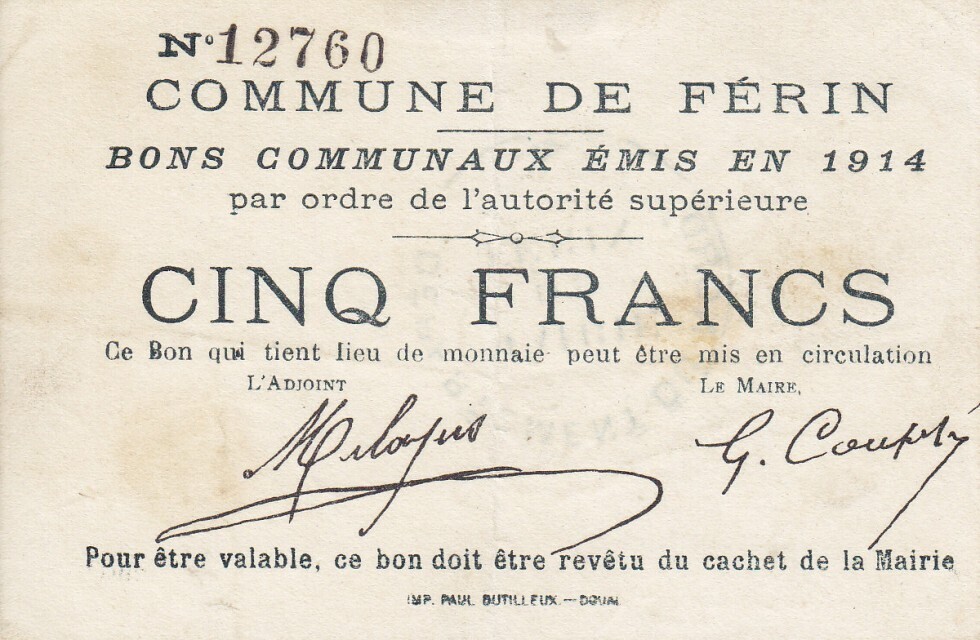 N° 12760
COMMUNE DE FÉRIN
BONS COMMUNAUX ÉMIS EN 1914
par ordre de l'autorité supérieure
CINQ FRANCS
Ce Bon qui tient lieu de monnaie peut être mis en circulation
L'ADJOINT LE MAIRE,
G.
Pour être valable, ce bon doit être revêtu du cachet de la Mairie
IMP. PAUL DUTILLEUX.—DOUAI